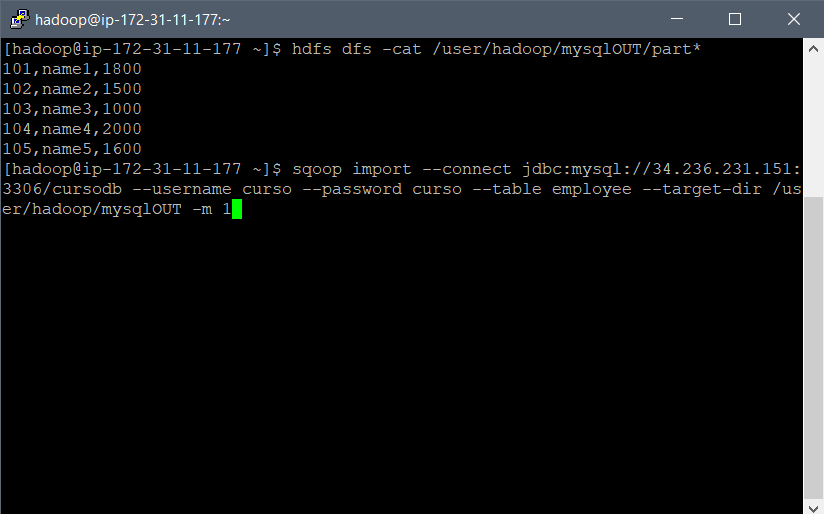 hadoop@ip-172-31-11-177:~
[hadoop@ip-172-31-11-177 ~]$ hdfs dfs -cat /user/hadoop/mysqlOUT/part*
101,name1,1800
102,name2,1500
103,name3,1000
104,name4,2000
105,name5,1600
[hadoop@ip-172-31-11-177 ~]$ sqoop import --connect jdbc:mysql://34.236.231.151:
3306/cursodb --username curso --password curso --table employee --target-dir /us
er/hadoop/mysqlOUT -m 1